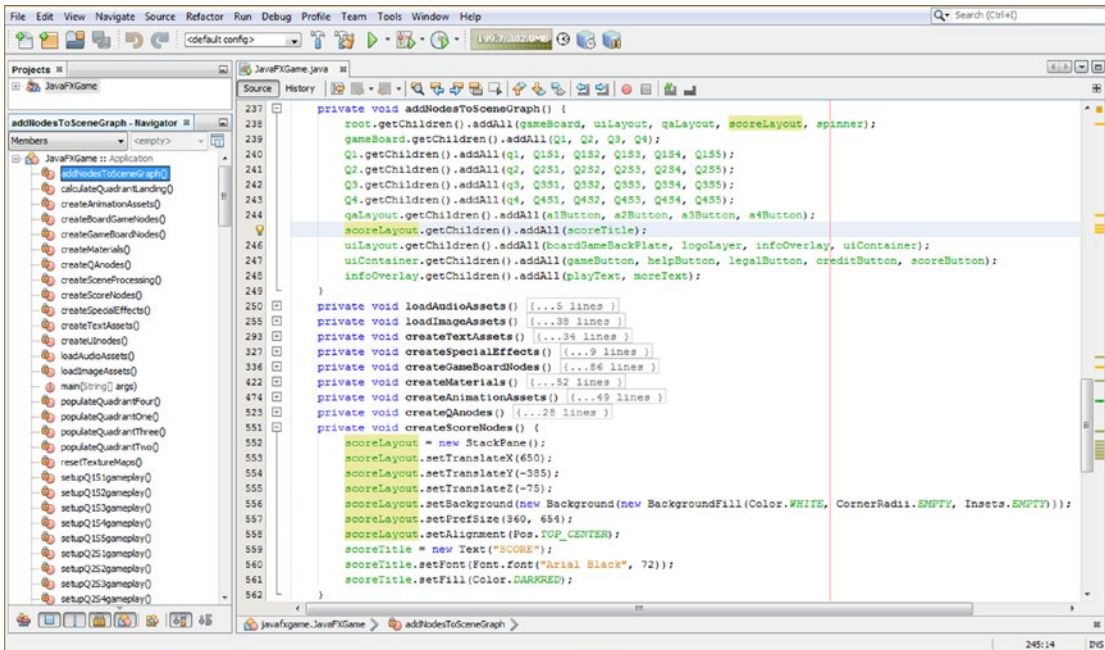 File Edit View Navigate Source Refactor Run Debug Profile Team Tools Window Help
Search (Ctrl+I)
<default config>
199.7/382.0MB
Projects
JavaFXGame
addNodesToSceneGraph - Navigator
Members
<empty>
JavaFXGame :: Application
addNodesToSceneGraph()
calculateQuadrantLanding()
createAnimationAssets()
createBoardGameNodes()
createGameBoardNodes()
createMaterials()
createQAnodes()
createSceneProcessing()
createScoreNodes()
createSpecialEffects()
createTextAssets()
createUInodes()
loadAudioAssets()
loadImageAssets()
main(String[] args)
populateQuadrantFour()
populateQuadrantOne()
populateQuadrantThree()
populateQuadrantTwo()
resetTextureMaps()
setupQ1S1gameplay()
setupQ1S2gameplay()
setupQ1S3gameplay()
setupQ1S4gameplay()
setupQ1S5gameplay()
setupQ2S1gameplay()
setupQ2S2gameplay()
setupQ2S3gameplay()
setupQ2S4gameplay()
JavaFXGame.java
Source History
237 private void addNodesToSceneGraph() {
238 root.getChildren().addAll(gameBoard, uiLayout, qaLayout, scoreLayout, spinner);
239 gameBoard.getChildren().addAll(Q1, Q2, Q3, Q4);
240 Q1.getChildren().addAll(q1, Q1S1, Q1S2, Q1S3, Q1S4, Q1S5);
241 Q2.getChildren().addAll(q2, Q2S1, Q2S2, Q2S3, Q2S4, Q2S5);
242 Q3.getChildren().addAll(q3, Q3S1, Q3S2, Q3S3, Q3S4, Q3S5);
243 Q4.getChildren().addAll(q4, Q4S1, Q4S2, Q4S3, Q4S4, Q4S5);
244 qaLayout.getChildren().addAll(a1Button, a2Button, a3Button, a4Button);
scoreLayout.getChildren().addAll(scoreTitle);
246 uiLayout.getChildren().addAll(boardGameBackPlate, logoLayer, infoOverlay, uiContainer);
247 uiContainer.getChildren().addAll(gameButton, helpButton, legalButton, creditButton, scoreButton);
248 infoOverlay.getChildren().addAll(playText, moreText);
249 }
250 private void loadAudioAssets() {...5 lines }
255 private void loadImageAssets() {...38 lines }
293 private void createTextAssets() {...34 lines }
327 private void createSpecialEffects() {...9 lines }
336 private void createGameBoardNodes() {...86 lines }
422 private void createMaterials() {...52 lines }
474 private void createAnimationAssets() {...49 lines }
523 private void createQAnodes() {...28 lines }
551 private void createScoreNodes() {
552 scoreLayout = new StackPane();
553 scoreLayout.setTranslateX(650);
554 scoreLayout.setTranslateY(-385);
555 scoreLayout.setTranslateZ(-75);
556 scoreLayout.setBackground(new Background(new BackgroundFill(Color.WHITE, CornerRadii.EMPTY, Insets.EMPTY)));
557 scoreLayout.setPrefSize(360, 654);
558 scoreLayout.setAlignment(Pos.TOP_CENTER);
559 scoreTitle = new Text("SCORE");
560 scoreTitle.setFont(Font.font("Arial Black", 72));
561 scoreTitle.setFill(Color.DARKRED);
562 }
javafxgame.JavaFXGame
addNodesToSceneGraph
245:14
INS